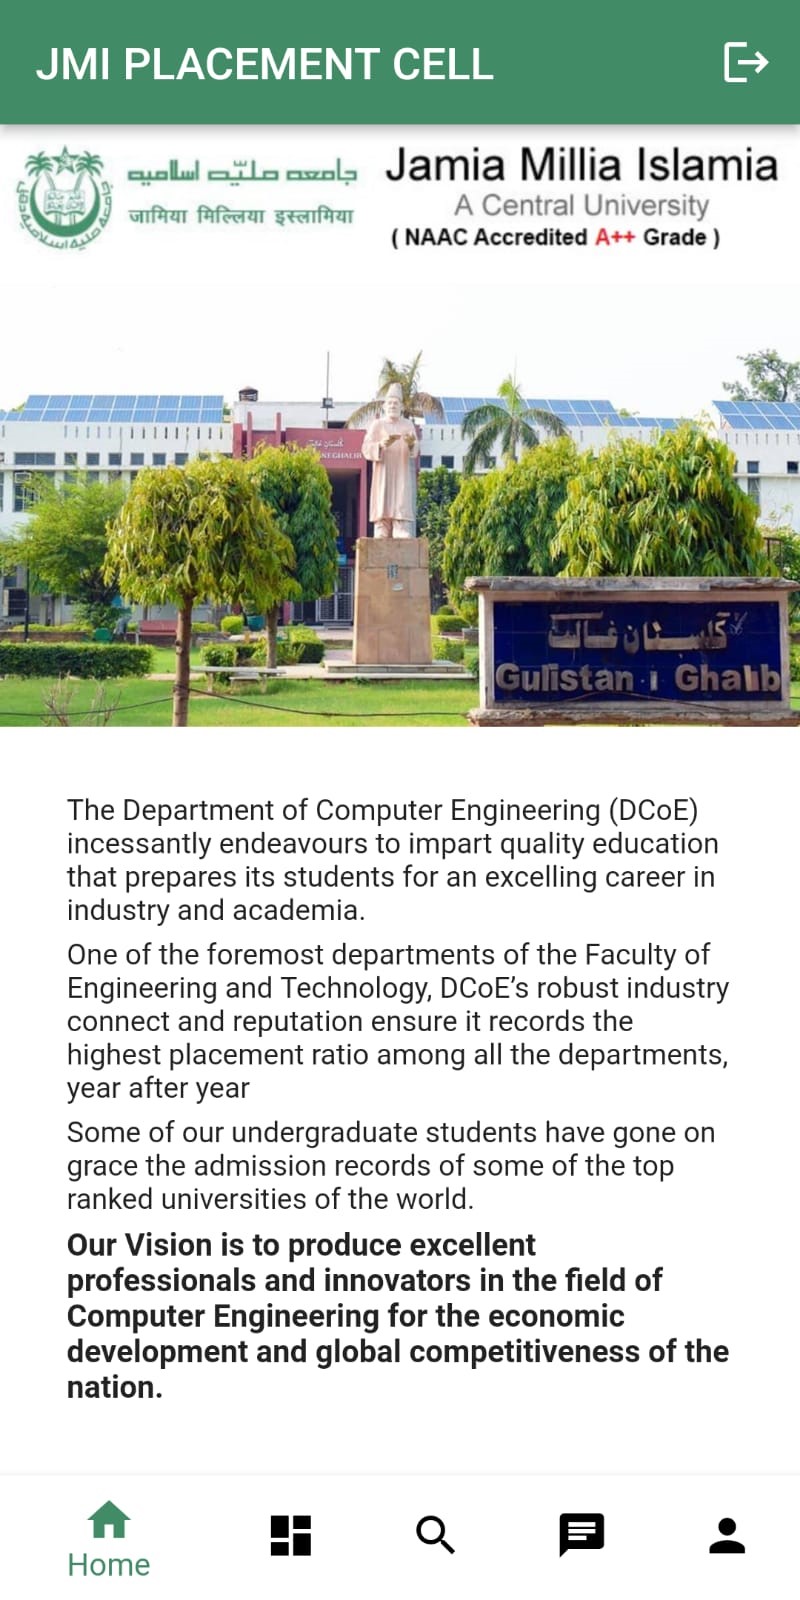 JMI PLACEMENT CELL
جامعہ ملیّہ اسلامیہ
जामिया मिल्लिया इस्लामिया
Jamia Millia Islamia
A Central University
( NAAC Accredited A++ Grade )
گلستان غالب
Gulistan · i Ghalib
The Department of Computer Engineering (DCoE)
incessantly endeavours to impart quality education
that prepares its students for an excelling career in
industry and academia.
One of the foremost departments of the Faculty of
Engineering and Technology, DCoE’s robust industry
connect and reputation ensure it records the
highest placement ratio among all the departments,
year after year
Some of our undergraduate students have gone on
grace the admission records of some of the top
ranked universities of the world.
Our Vision is to produce excellent
professionals and innovators in the field of
Computer Engineering for the economic
development and global competitiveness of the
nation.
Home